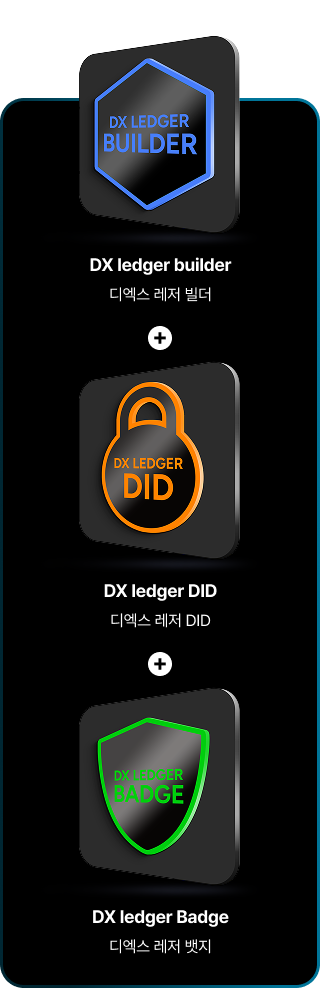 DX LEDGER
BUILDER
DX ledger builder
디엑스 레저 빌더
DX LEDGER
DID
DX ledger DID
디엑스 레저 DID
DX LEDGER
BADGE
DX ledger Badge
디엑스 레저 뱃지